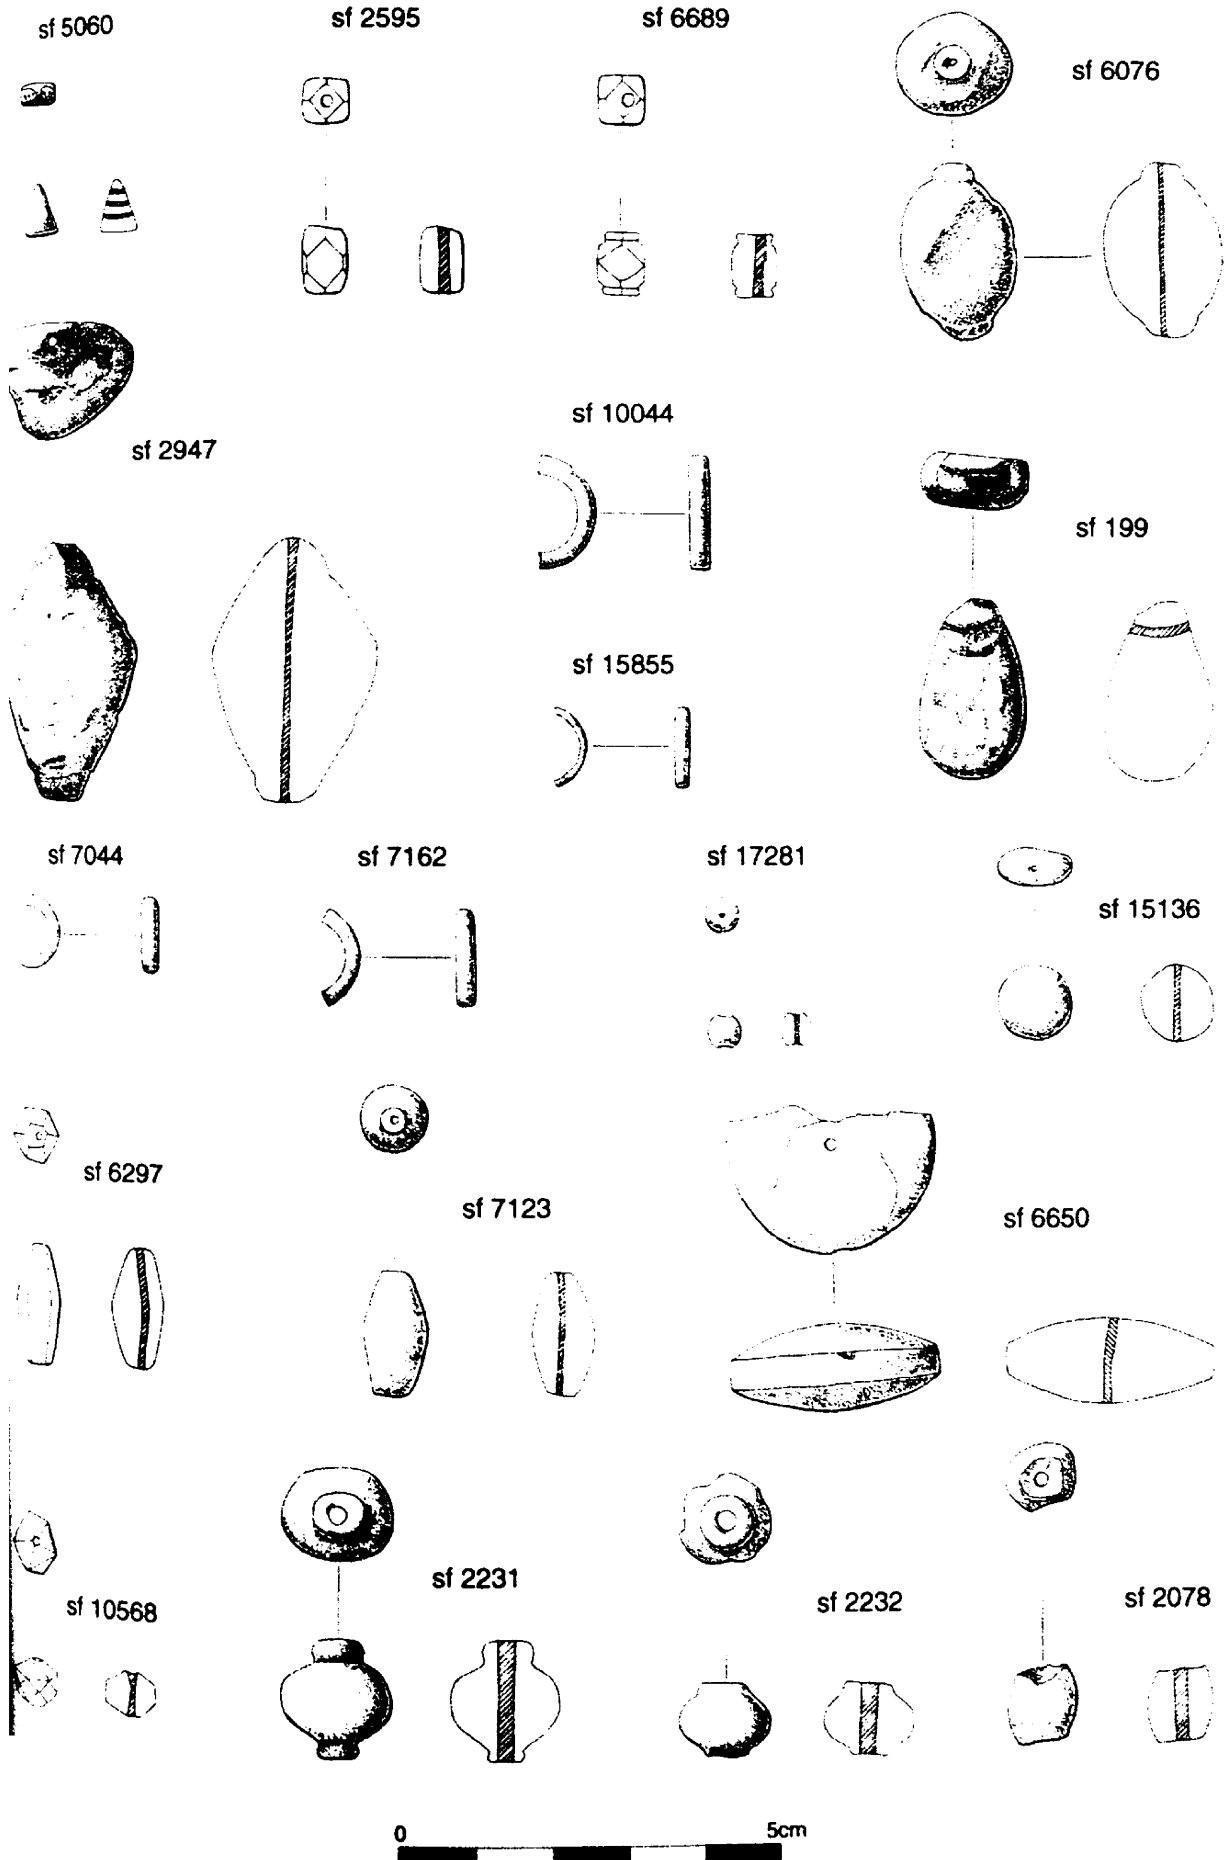 sf 5060
sf 2595
sf 6689
sf 6076
sf 2947
sf 10044
sf 199
sf 15855
sf 7044
sf 7162
sf 17281
sf 15136
sf 6297
sf 7123
sf 6650
sf 10568
sf 2231
sf 2232
sf 2078
0 5cm